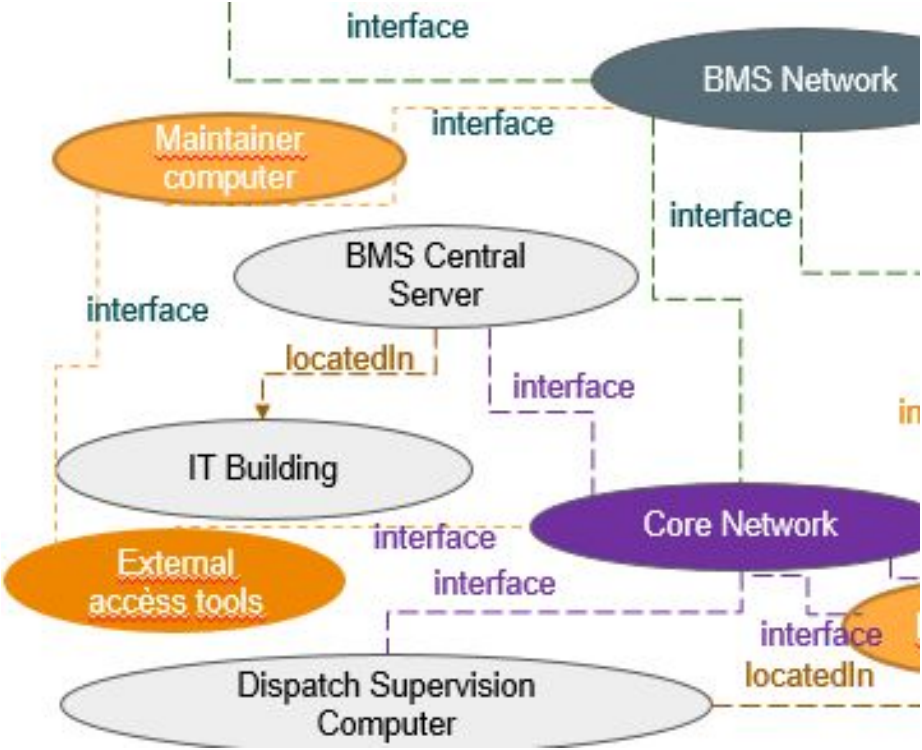 interface
BMS Network
interface
Maintainer
computer
interface
BMS Central
Server
interface
locatedIn
interface
IT Building
Core Network
interface
External
accès tools
interface
interface
locatedIn
Dispatch Supervision
Computer